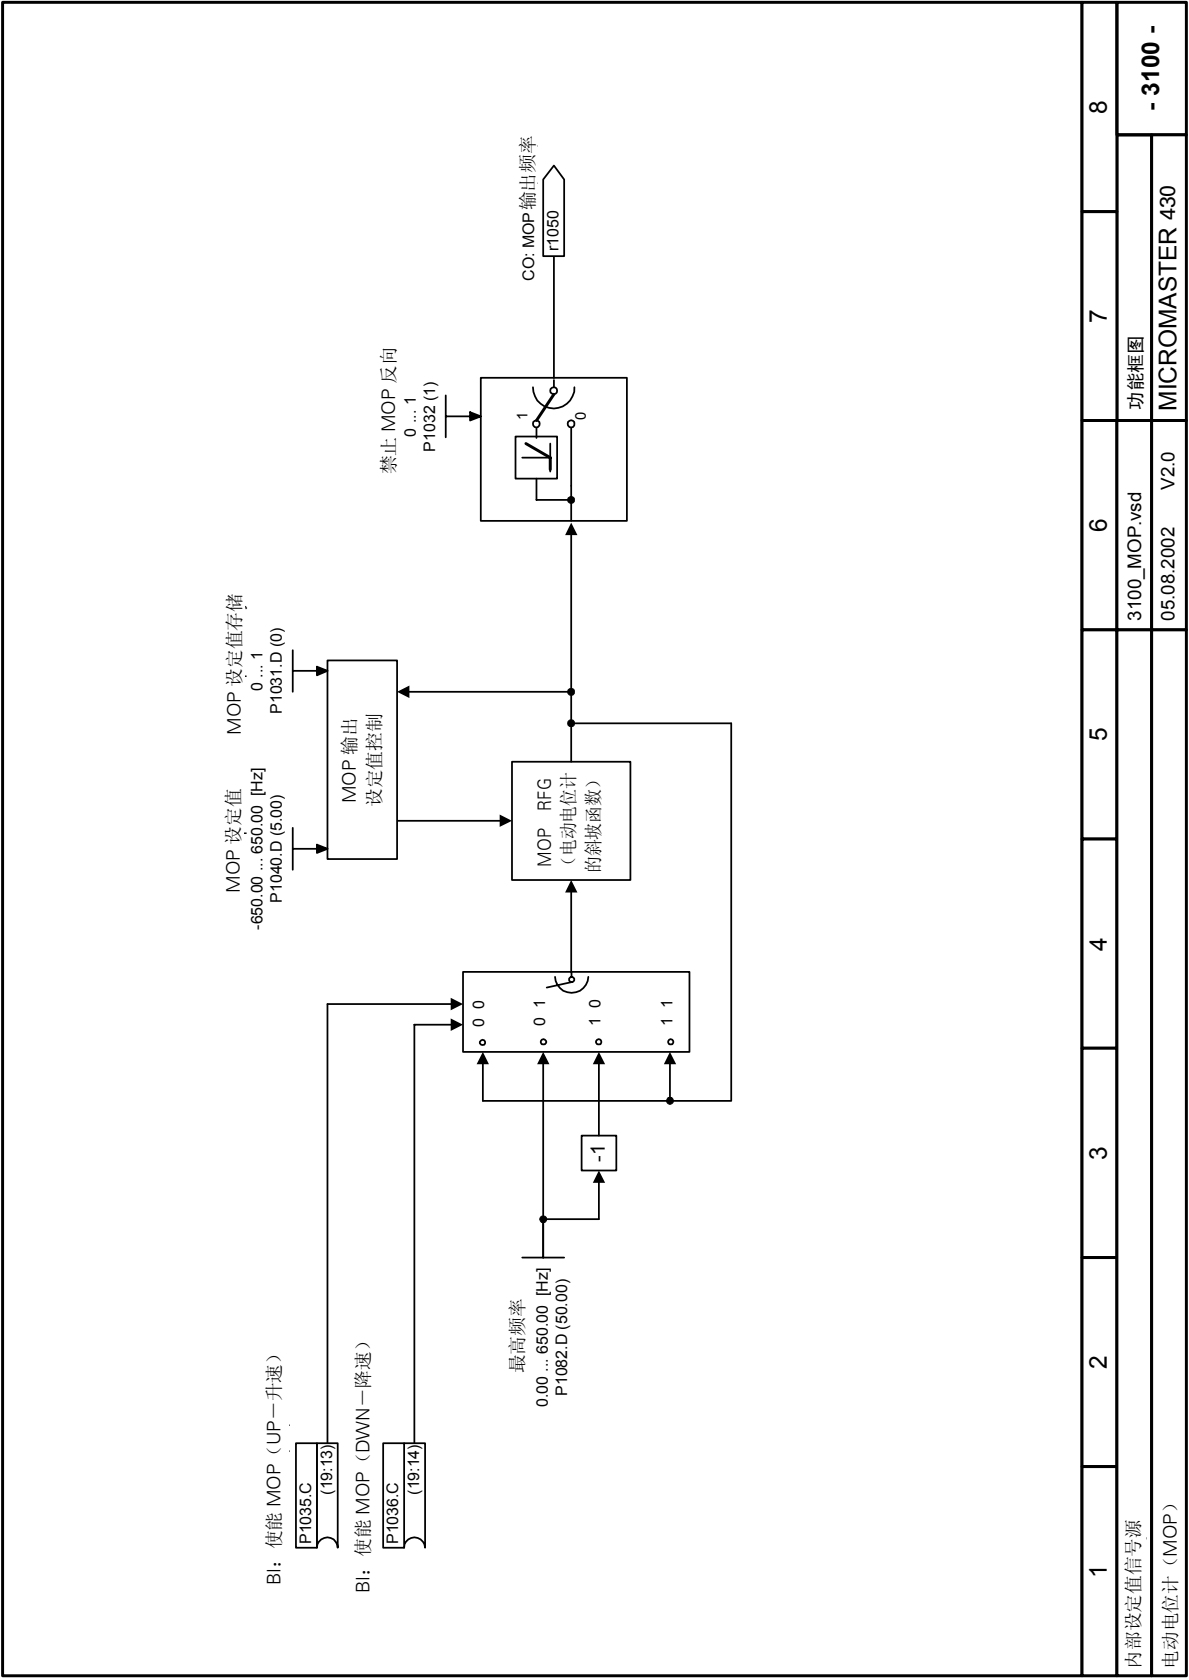 BI: 使能 MOP（UP－升速）
P1035.C
(19:13)
BI: 使能 MOP（DWN－降速）
P1036.C
(19:14)
最高频率
0.00 ... 650.00 [Hz]
P1082.D (50.00)
-1
0 0
0 1
1 0
1 1
MOP 设定值
-650.00 ... 650.00 [Hz]
P1040.D (5.00)
MOP 设定值存储
0 ... 1
P1031.D (0)
MOP 输出
设定值控制
MOP RFG
（电动电位计
的斜坡函数）
禁止 MOP 反向
0 ... 1
P1032 (1)
1
0
CO: MOP 输出频率
r1050
1 2 3 4 5 6 7 8
内部设定值信号源
3100_MOP.vsd
功能框图
- 3100 -
电动电位计（MOP）
05.08.2002 V2.0
MICROMASTER 430